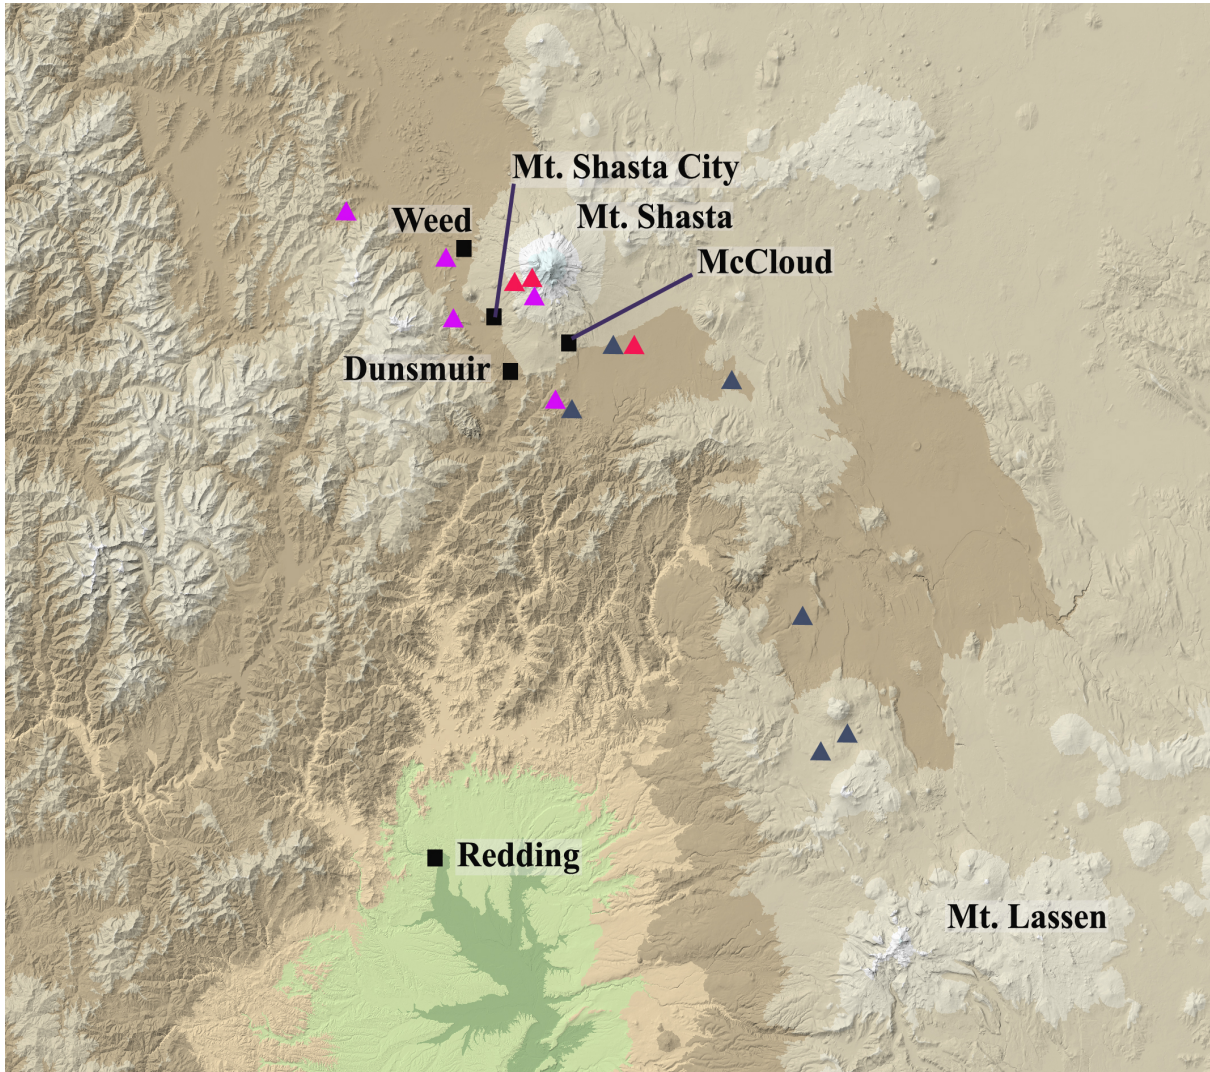 Mt. Shasta City
Weed
Mt. Shasta
McCloud
Dunsmuir
Redding
Mt. Lassen